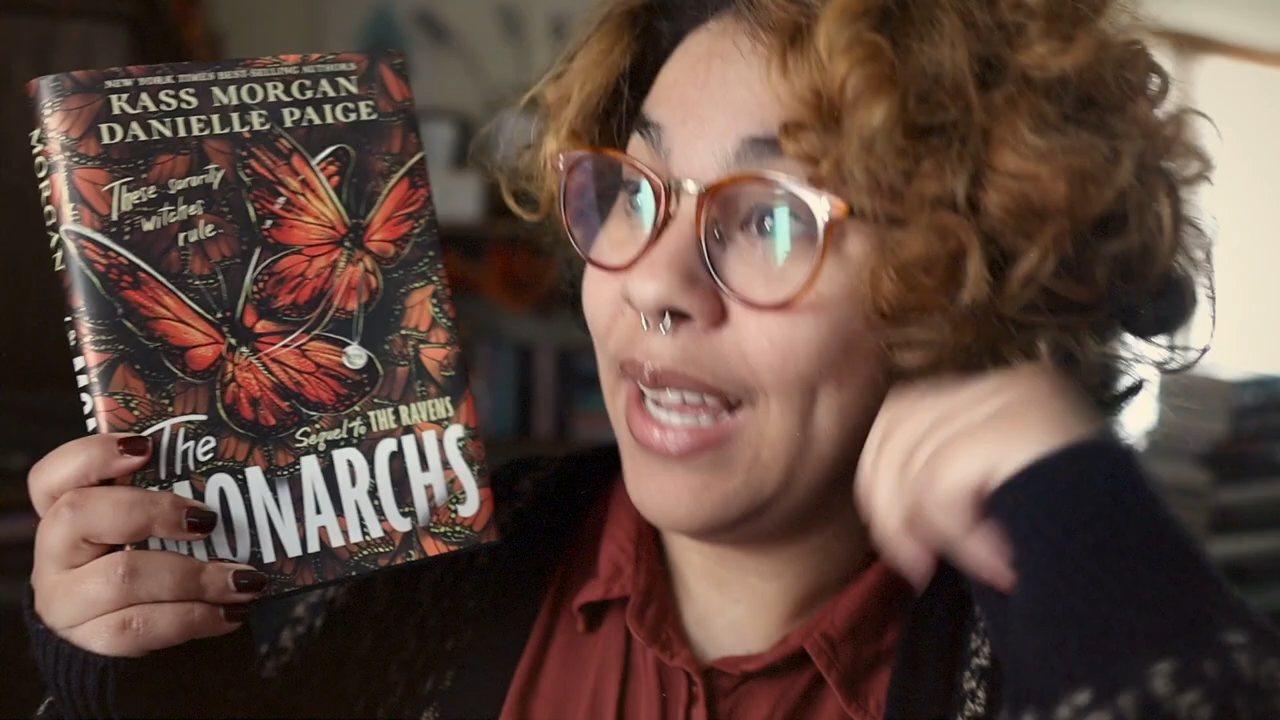 NEW YORK TIMES BEST-SELLING AUTHORS
KASS MORGAN
DANIELLE PAIGE
These sorority
witches
rule.
Sequel to THE RAVENS
The
MONARCHS
MORGAN